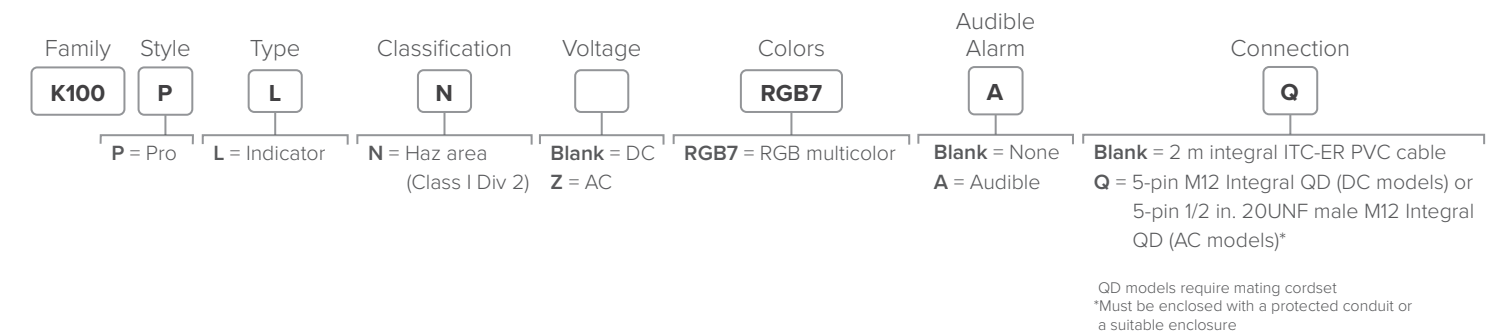 Family Style Type Classification Voltage Colors Audible Alarm Connection
K100 P L N RGB7 A Q
P = Pro L = Indicator N = Haz area Blank = DC RGB7 = RGB multicolor Blank = None Blank = 2 m integral ITC-ER PVC cable
(Class I Div 2) Z = AC A = Audible Q = 5-pin M12 Integral QD (DC models) or
5-pin 1/2 in. 20UNF male M12 Integral
QD (AC models)*
QD models require mating cordset
*Must be enclosed with a protected conduit or
a suitable enclosure